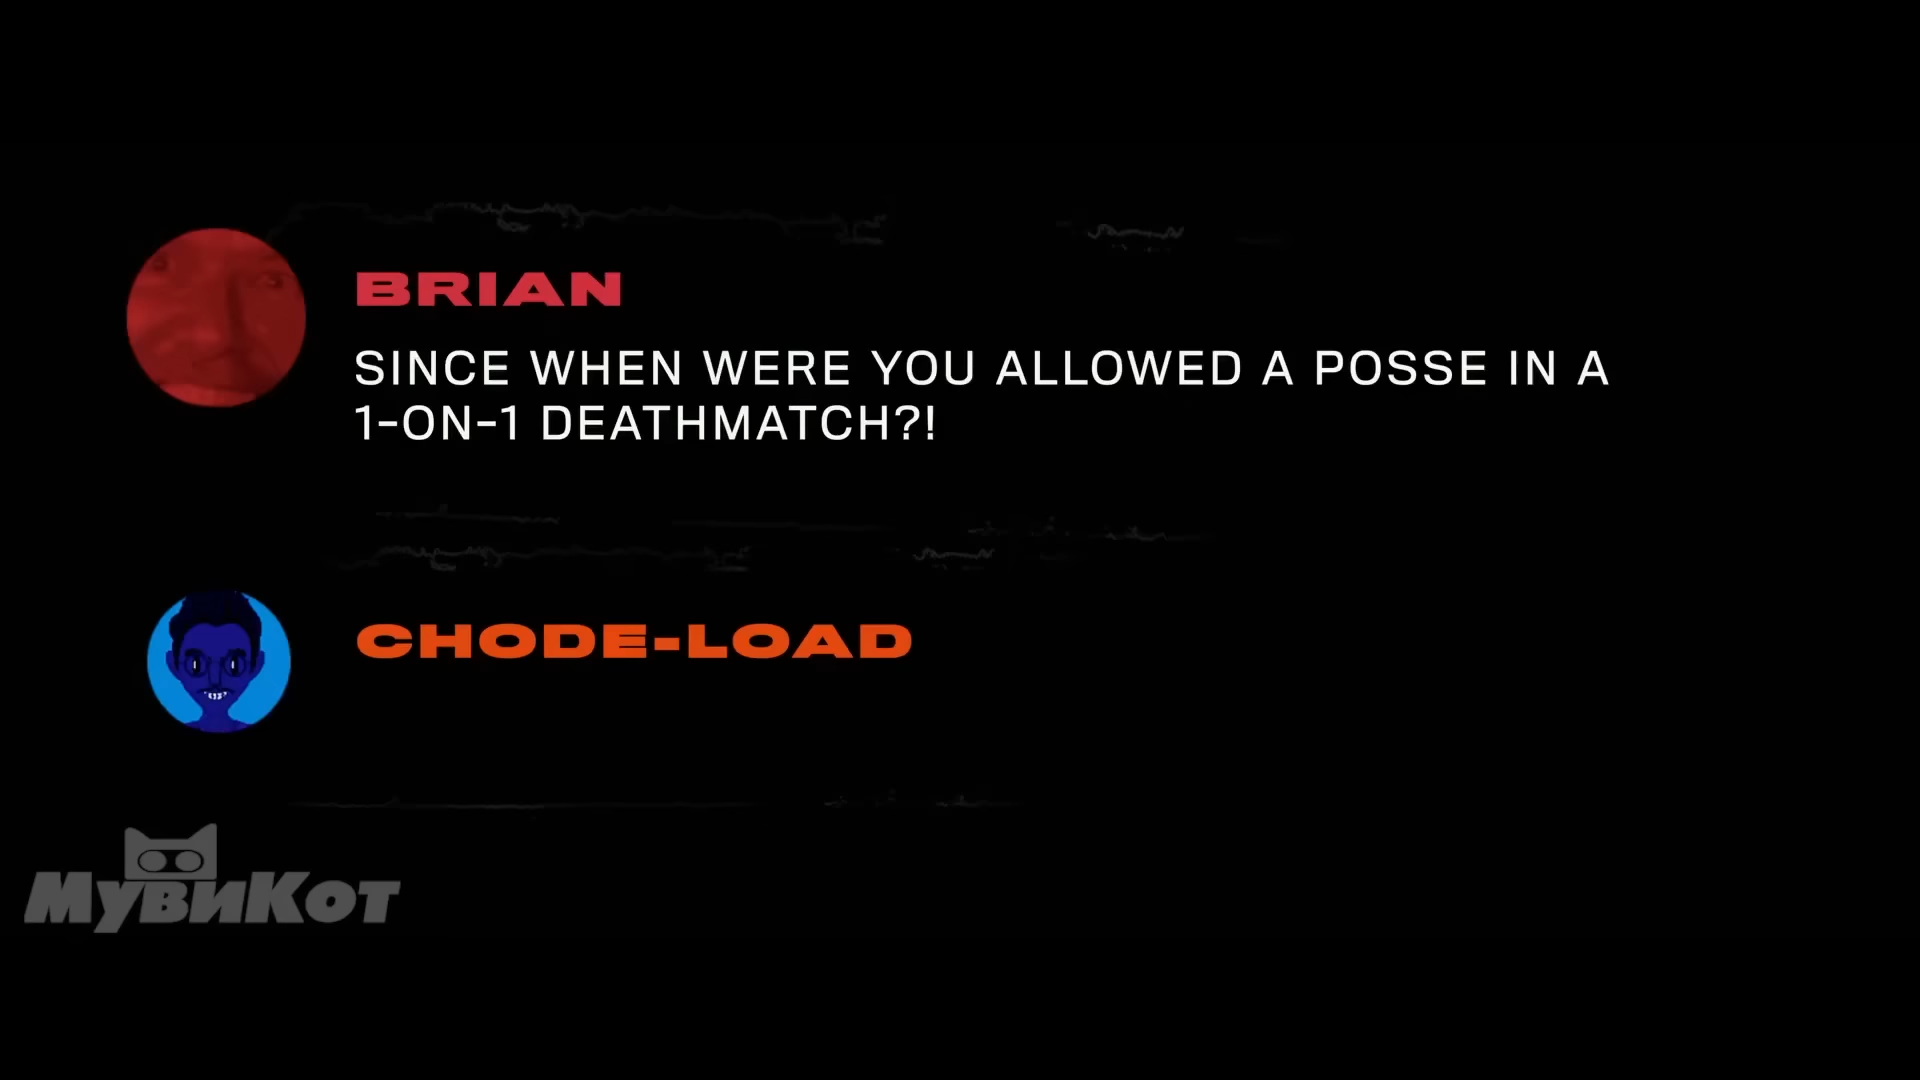 BRIAN
SINCE WHEN WERE YOU ALLOWED A POSSE IN A
1-ON-1 DEATHMATCH?!
CHODE-LOAD
МувиКот